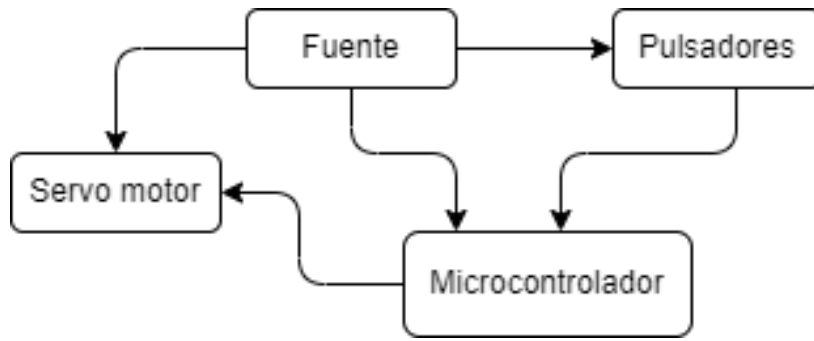 Fuente
Pulsadores
Servo motor
Microcontrolador